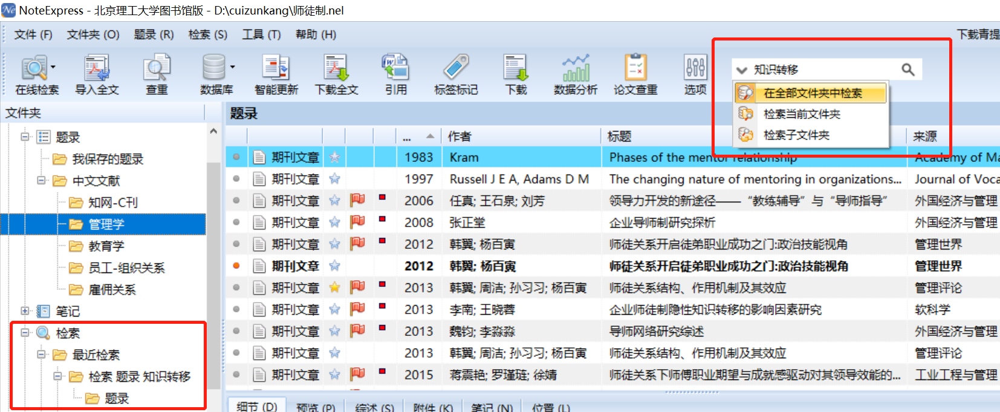 NoteExpress - 北京理工大学图书馆版 - D:\cuizunkang\师徒制.nel
文件 (F) 文件夹 (O) 题录 (R) 检索 (S) 工具 (T) 帮助 (H) 下载青提
知识转移
在线检索 导入全文 查重 数据库 智能更新 下载全文 引用 标签标记 下载 数据分析 论文查重 选项
在全部文件夹中检索
检索当前文件夹
检索子文件夹
文件夹
题录
我保存的题录
中文文献
知网-C刊
管理学
教育学
员工-组织关系
雇佣关系
笔记
检索
最近检索
检索 题录 知识转移
题录
题录
... 作者 标题 来源
期刊文章 1983 Kram Phases of the mentor relationship Academy of Ma
期刊文章 1997 Russell J E A, Adams D M The changing nature of mentoring in organizations... Journal of Voca
期刊文章 2006 任真; 王石泉; 刘芳 领导力开发的新途径——“教练辅导”与“导师指导” 外国经济与管理
期刊文章 2008 张正堂 企业导师制研究探析 外国经济与管理
期刊文章 2012 韩翼; 杨百寅 师徒关系开启徒弟职业成功之门:政治技能视角 管理世界
期刊文章 2012 韩翼; 杨百寅 师徒关系开启徒弟职业成功之门:政治技能视角 管理世界
期刊文章 2013 韩翼; 周洁; 孙习习; 杨百寅 师徒关系结构、作用机制及其效应 管理评论
期刊文章 2013 李南; 王晓蓉 企业师徒制隐性知识转移的影响因素研究 软科学
期刊文章 2013 魏钧; 李淼淼 导师网络研究综述 外国经济与管理
期刊文章 2013 韩翼; 周洁; 孙习习; 杨百寅 师徒关系结构、作用机制及其效应 管理评论
期刊文章 2015 蒋震艳; 罗瑾琏; 徐婧 师徒关系下师傅职业期望与成就感驱动对其领导效能的... 工业工程与管理
细节 (D) 预览 (P) 综述 (S) 附件 (K) 笔记 (N) 位置 (L)